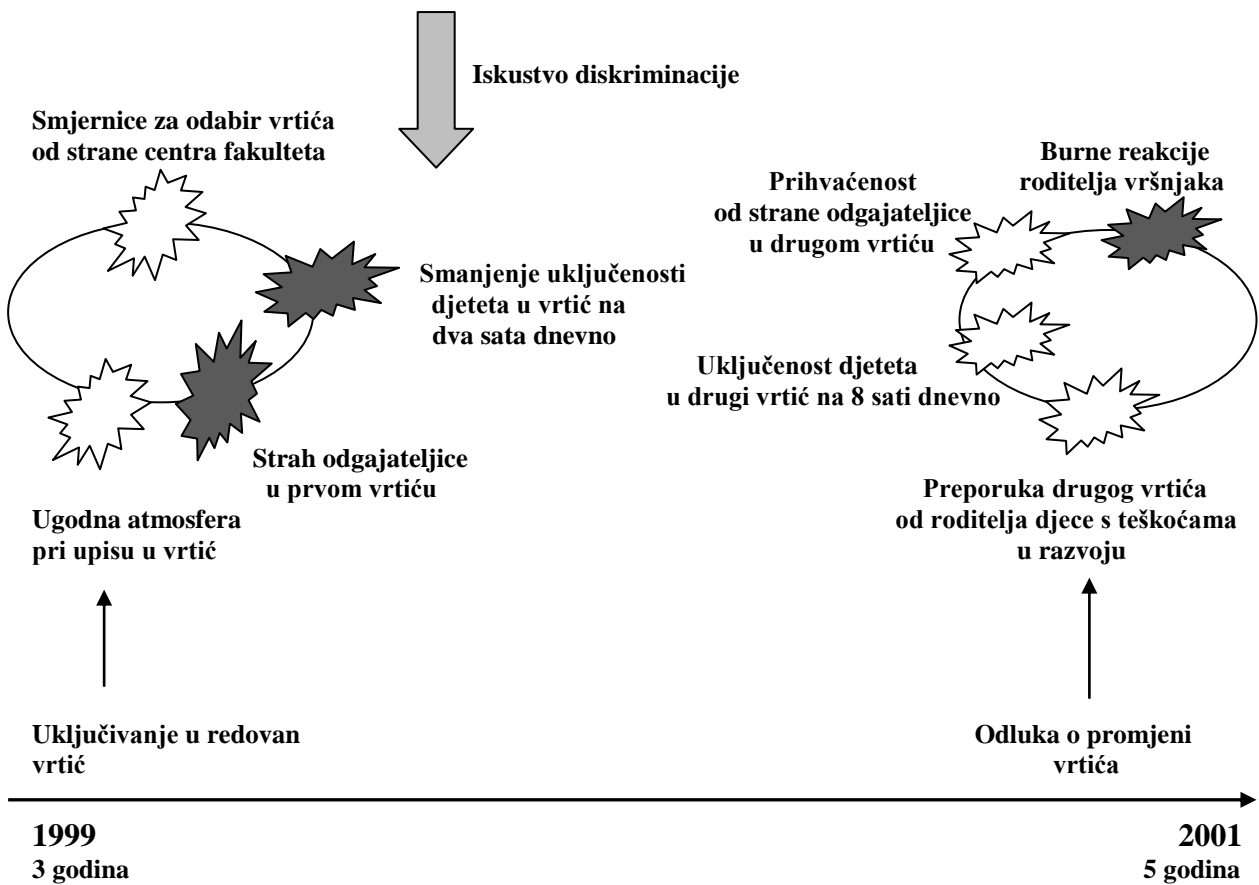 Iskustvo diskriminacije
Smjernice za odabir vrtića
od strane centra fakulteta
Smanjenje uključenosti
djeteta u vrtić na
dva sata dnevno
Strah odgajateljice
u prvom vrtiću
Ugodna atmosfera
pri upisu u vrtić
Uključivanje u redovan
vrtić
Burne reakcije
roditelja vršnjaka
Prihvaćenost
od strane odgajateljice
u drugom vrtiću
Uključenost djeteta
u drugi vrtić na 8 sati dnevno
Preporuka drugog vrtića
od roditelja djece s teškoćama
u razvoju
Odluka o promjeni
vrtića
1999
3 godina
2001
5 godina